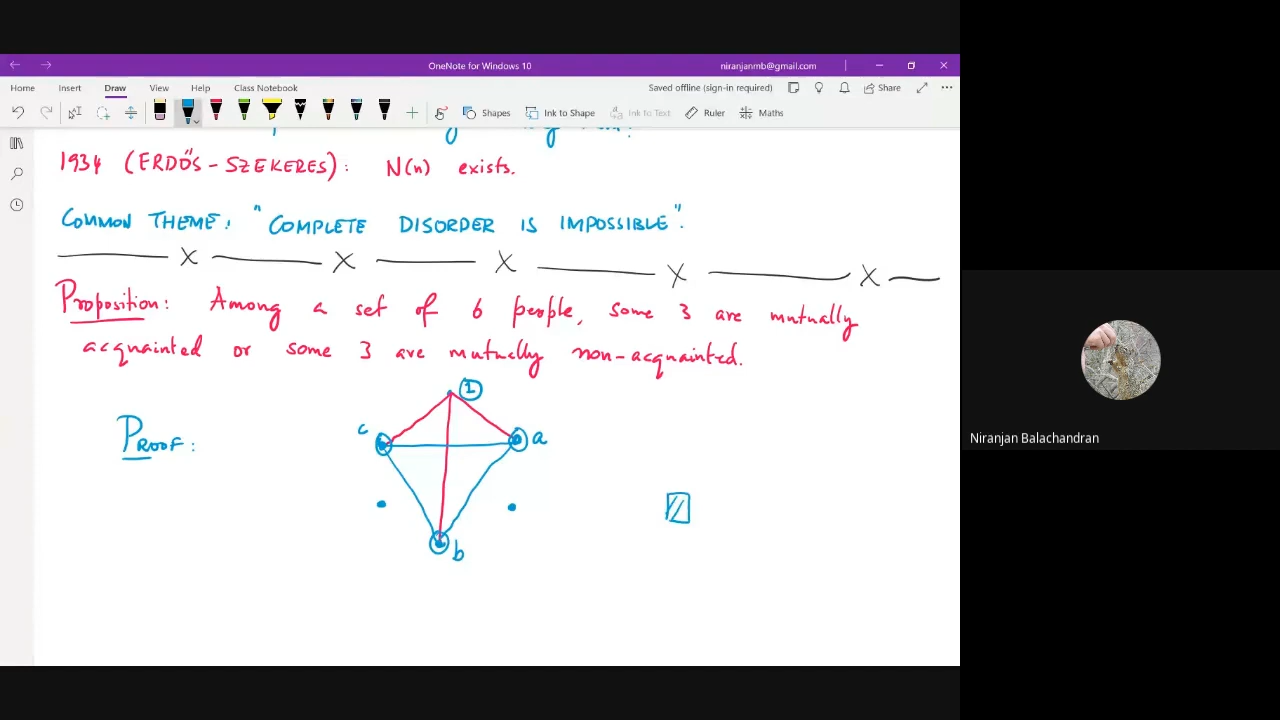 OneNote for Windows 10
niranjanmb@gmail.com
Home Insert Draw View Help Class Notebook
Saved offline (sign-in required) Share
Shapes Ink to Shape Ink to Text Ruler Maths
1934 (ERDŐS - SZEKERES): N(n) exists.
COMMON THEME: "COMPLETE DISORDER IS IMPOSSIBLE".
X X X X X
Proposition: Among a set of 6 people, some 3 are mutually
acquainted or some 3 are mutually non-acquainted.
1
c a
PROOF:
b
Niranjan Balachandran